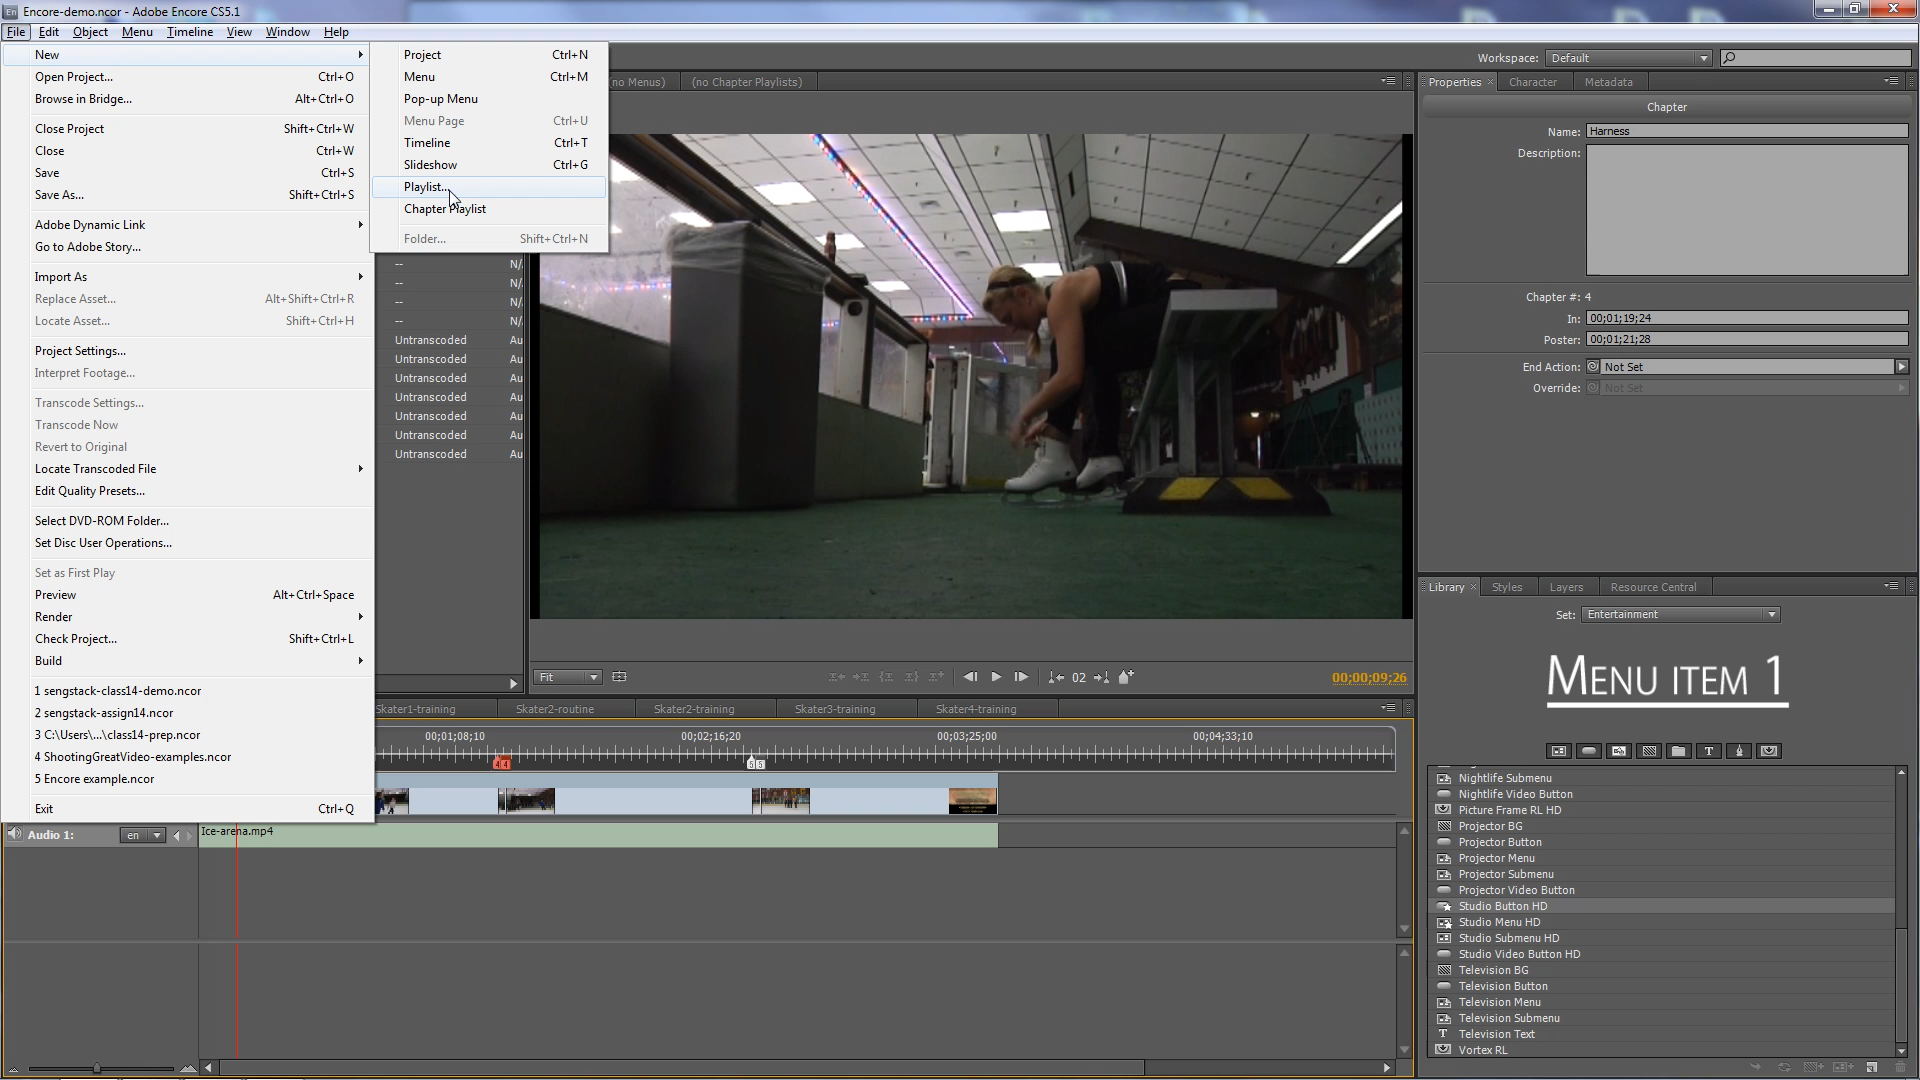 Encore-demo.ncor - Adobe Encore CS5.1
File Edit Object Menu Timeline View Window Help
New
Open Project... Ctrl+O
Browse in Bridge... Alt+Ctrl+O
Close Project Shift+Ctrl+W
Close Ctrl+W
Save Ctrl+S
Save As... Shift+Ctrl+S
Adobe Dynamic Link
Go to Adobe Story...
Import As
Replace Asset... Alt+Shift+Ctrl+R
Locate Asset... Shift+Ctrl+H
Project Settings...
Interpret Footage...
Transcode Settings...
Transcode Now
Revert to Original
Locate Transcoded File
Edit Quality Presets...
Select DVD-ROM Folder...
Set Disc User Operations...
Set as First Play
Preview Alt+Ctrl+Space
Render
Check Project... Shift+Ctrl+L
Build
1 sengstack-class14-demo.ncor
2 sengstack-assign14.ncor
3 C:\Users\...\class14-prep.ncor
4 ShootingGreatVideo-examples.ncor
5 Encore example.ncor
Exit Ctrl+Q
Project Ctrl+N
Menu Ctrl+M
Pop-up Menu
Menu Page Ctrl+U
Timeline Ctrl+T
Slideshow Ctrl+G
Playlist...
Chapter Playlist
Folder... Shift+Ctrl+N
-- N/
-- N/
-- N/
-- N/
Untranscoded Au
Untranscoded Au
Untranscoded Au
Untranscoded Au
Untranscoded Au
Untranscoded Au
Untranscoded Au
(no Menus) (no Chapter Playlists)
Fit 02 00;00;09;26
Workspace: Default
Properties Character Metadata
Chapter
Name: Harness
Description:
Chapter #: 4
In: 00;01;19;24
Poster: 00;01;21;28
End Action: Not Set
Override: Not Set
Library Styles Layers Resource Central
Set: Entertainment
MENU ITEM 1
T
Nightlife Submenu
Nightlife Video Button
Picture Frame RL HD
Projector BG
Projector Button
Projector Menu
Projector Submenu
Projector Video Button
Studio Button HD
Studio Menu HD
Studio Submenu HD
Studio Video Button HD
Television BG
Television Button
Television Menu
Television Submenu
T Television Text
Vortex RL
Skater1-training Skater2-routine Skater2-training Skater3-training Skater4-training
00;01;08;10 00;02;16;20 00;03;25;00 00;04;33;10
4 4 5 5
Audio 1: en Ice-arena.mp4